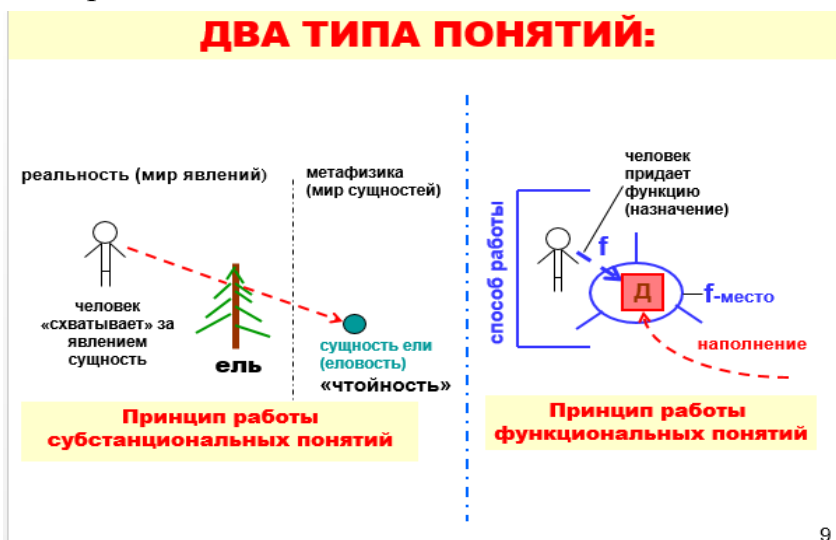 ДВА ТИПА ПОНЯТИЙ:
реальность (мир явлений)
метафизика
(мир сущностей)
человек
«схватывает» за
явлением
сущность
ель
сущность ели
(еловость)
«чтойность»
Принцип работы
субстанциональных понятий
способ работы
человек
придает
функцию
(назначение)
f
Д
f-место
наполнение
Принцип работы
функциональных понятий
9